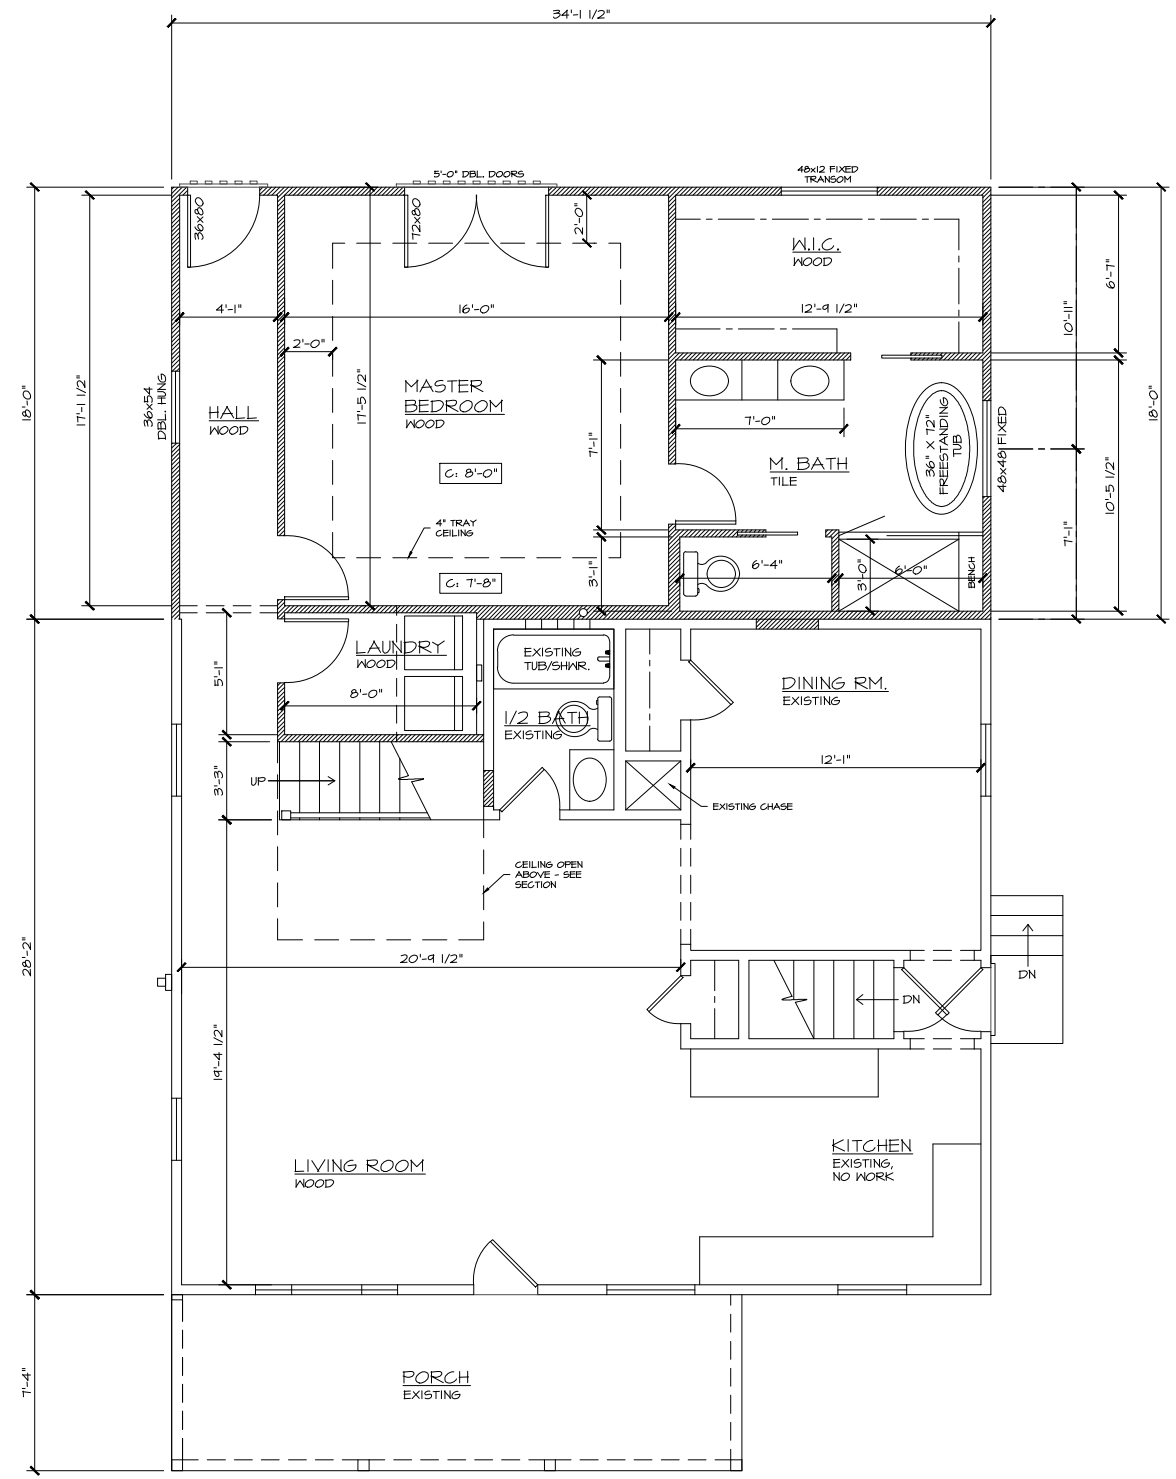 34'-1 1/2"
5'-0" DBL. DOORS
48x12 FIXED
TRANSOM
36x80
72x80
2'-0"
W.I.C.
WOOD
6'-7"
10'-11"
4'-1"
16'-0"
12'-9 1/2"
2'-0"
18'-0"
17'-1 1/2"
36x54
DBL. HUNG
HALL
WOOD
17'-5 1/2"
MASTER
BEDROOM
WOOD
C: 8'-0"
4" TRAY
CEILING
C: 7'-8"
7'-1"
7'-0"
M. BATH
TILE
36" X 72"
FREESTANDING
TUB
48x48 FIXED
18'-0"
10'-5 1/2"
7'-1"
3'-1"
6'-4"
3'-0"
6'-0"
BENCH
5'-1"
LAUNDRY
WOOD
8'-0"
EXISTING
TUB/SHWR.
1/2 BATH
EXISTING
DINING RM.
EXISTING
12'-1"
3'-3"
UP
EXISTING CHASE
CEILING OPEN
ABOVE - SEE
SECTION
28'-2"
20'-9 1/2"
DN
DN
19'-4 1/2"
LIVING ROOM
WOOD
KITCHEN
EXISTING,
NO WORK
7'-4"
PORCH
EXISTING